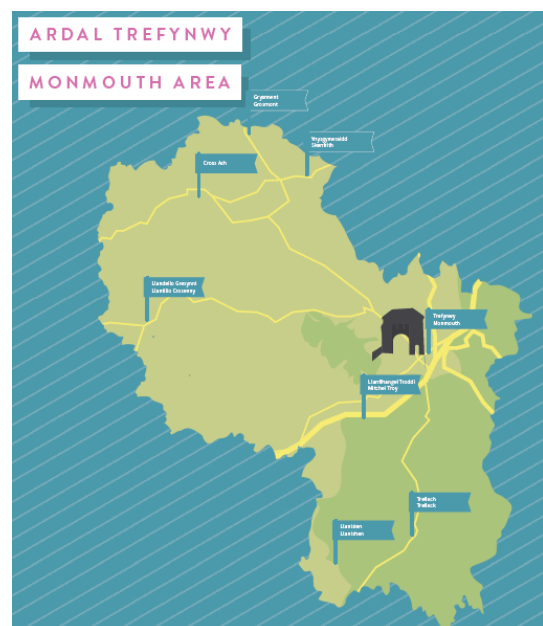 ARDAL TREFYNWY
MONMOUTH AREA
Grysmwnt
Grosmont
Ynysgynwraidd
Skenfrith
Cross Ash
Llandeilo Gresynni
Llantilio Crossenny
Trefynwy
Monmouth
Llanfihangel Troddi
Mitchel Troy
Trellech
Trelleck
Llanisien
Llanishen